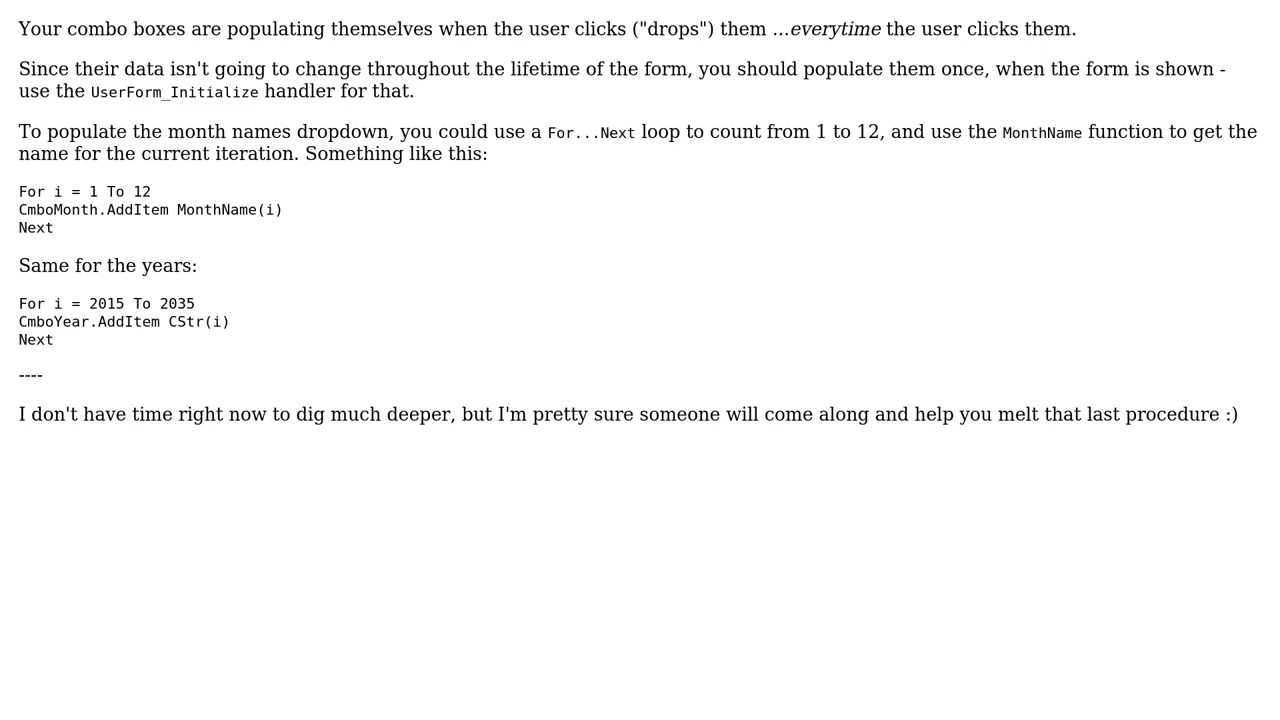 Your combo boxes are populating themselves when the user clicks ("drops") them ...everytime the user clicks them.
Since their data isn't going to change throughout the lifetime of the form, you should populate them once, when the form is shown -
use the UserForm_Initialize handler for that.
To populate the month names dropdown, you could use a For...Next loop to count from 1 to 12, and use the MonthName function to get the
name for the current iteration. Something like this:
For i = 1 To 12
CmboMonth.AddItem MonthName(i)
Next
Same for the years:
For i = 2015 To 2035
CmboYear.AddItem CStr(i)
Next
----
I don't have time right now to dig much deeper, but I'm pretty sure someone will come along and help you melt that last procedure :)